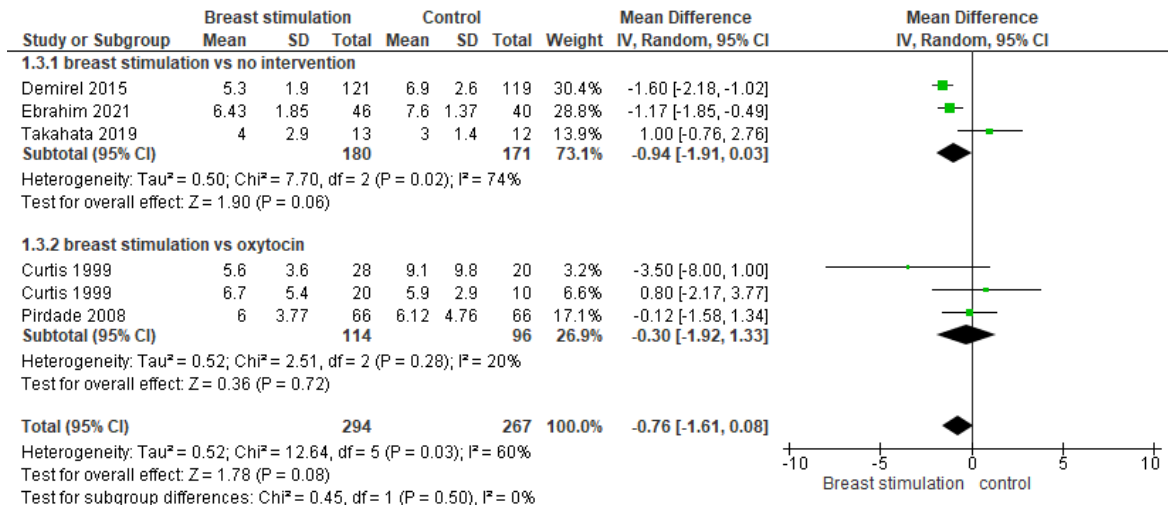 Breast stimulation Control Mean Difference Mean Difference
Study or Subgroup Mean SD Total Mean SD Total Weight IV, Random, 95% CI IV, Random, 95% CI
1.3.1 breast stimulation vs no intervention
Demirel 2015 5.3 1.9 121 6.9 2.6 119 30.4% -1.60 [-2.18, -1.02]
Ebrahim 2021 6.43 1.85 46 7.6 1.37 40 28.8% -1.17 [-1.85, -0.49]
Takahata 2019 4 2.9 13 3 1.4 12 13.9% 1.00 [-0.76, 2.76]
Subtotal (95% CI) 180 171 73.1% -0.94 [-1.91, 0.03]
Heterogeneity: Tau² = 0.50; Chi² = 7.70, df = 2 (P = 0.02); I² = 74%
Test for overall effect: Z = 1.90 (P = 0.06)
1.3.2 breast stimulation vs oxytocin
Curtis 1999 5.6 3.6 28 9.1 9.8 20 3.2% -3.50 [-8.00, 1.00]
Curtis 1999 6.7 5.4 20 5.9 2.9 10 6.6% 0.80 [-2.17, 3.77]
Pirdade 2008 6 3.77 66 6.12 4.76 66 17.1% -0.12 [-1.58, 1.34]
Subtotal (95% CI) 114 96 26.9% -0.30 [-1.92, 1.33]
Heterogeneity: Tau² = 0.52; Chi² = 2.51, df = 2 (P = 0.28); I² = 20%
Test for overall effect: Z = 0.36 (P = 0.72)
Total (95% CI) 294 267 100.0% -0.76 [-1.61, 0.08]
Heterogeneity: Tau² = 0.52; Chi² = 12.64, df = 5 (P = 0.03); I² = 60%
Test for overall effect: Z = 1.78 (P = 0.08)
Test for subgroup differences: Chi² = 0.45, df = 1 (P = 0.50), I² = 0%
-10 -5 0 5 10
Breast stimulation control